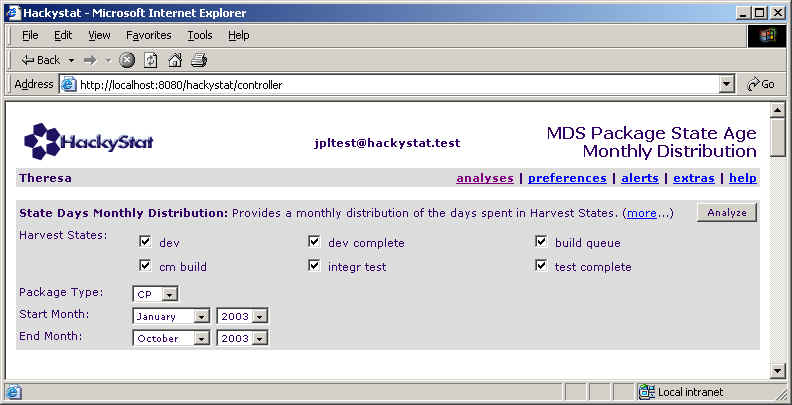 Hackystat - Microsoft Internet Explorer
File Edit View Favorites Tools Help
Back
Address http://localhost:8080/hackystat/controller Go
HackyStat jpltest@hackystat.test MDS Package State Age
Monthly Distribution
Theresa analyses | preferences | alerts | extras | help
State Days Monthly Distribution: Provides a monthly distribution of the days spent in Harvest States. (more...) Analyze
Harvest States: dev dev complete build queue
cm build integr test test complete
Package Type: CP
Start Month: January 2003
End Month: October 2003
Local intranet